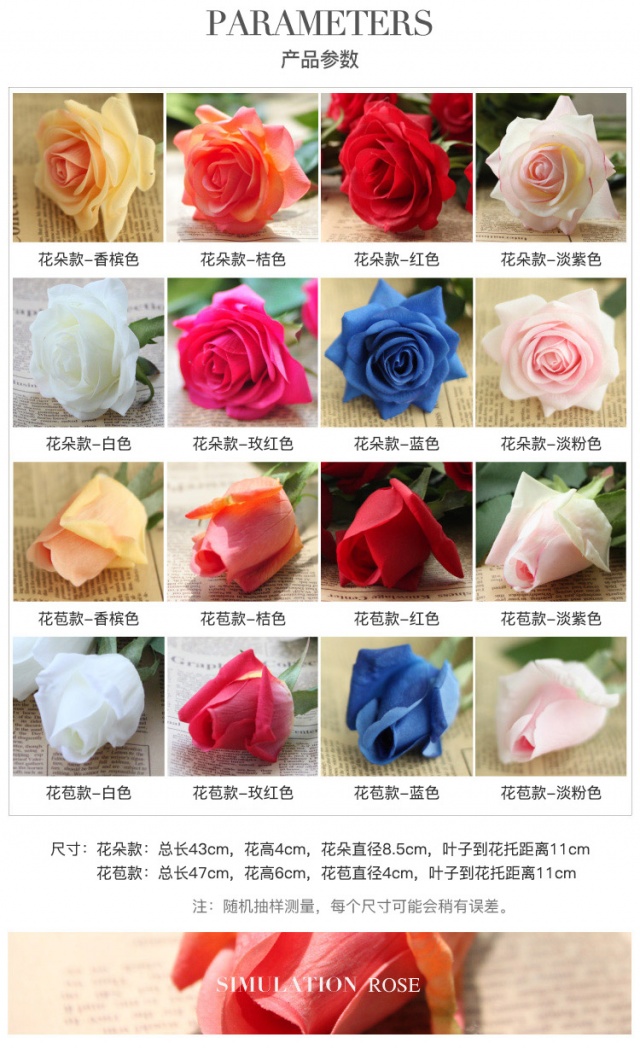 PARAMETERS
产品参数
花朵款-香槟色
花朵款-桔色
花朵款-红色
花朵款-淡紫色
花朵款-白色
花朵款-玫红色
花朵款-蓝色
花朵款-淡粉色
花苞款-香槟色
花苞款-桔色
花苞款-红色
花苞款-淡紫色
花苞款-白色
花苞款-玫红色
花苞款-蓝色
花苞款-淡粉色
尺寸：花朵款：总长43cm，花高4cm，花朵直径8.5cm，叶子到花托距离11cm
花苞款：总长47cm，花高6cm，花苞直径4cm，叶子到花托距离11cm
注：随机抽样测量，每个尺寸可能会稍有误差。
SIMULATION ROSE